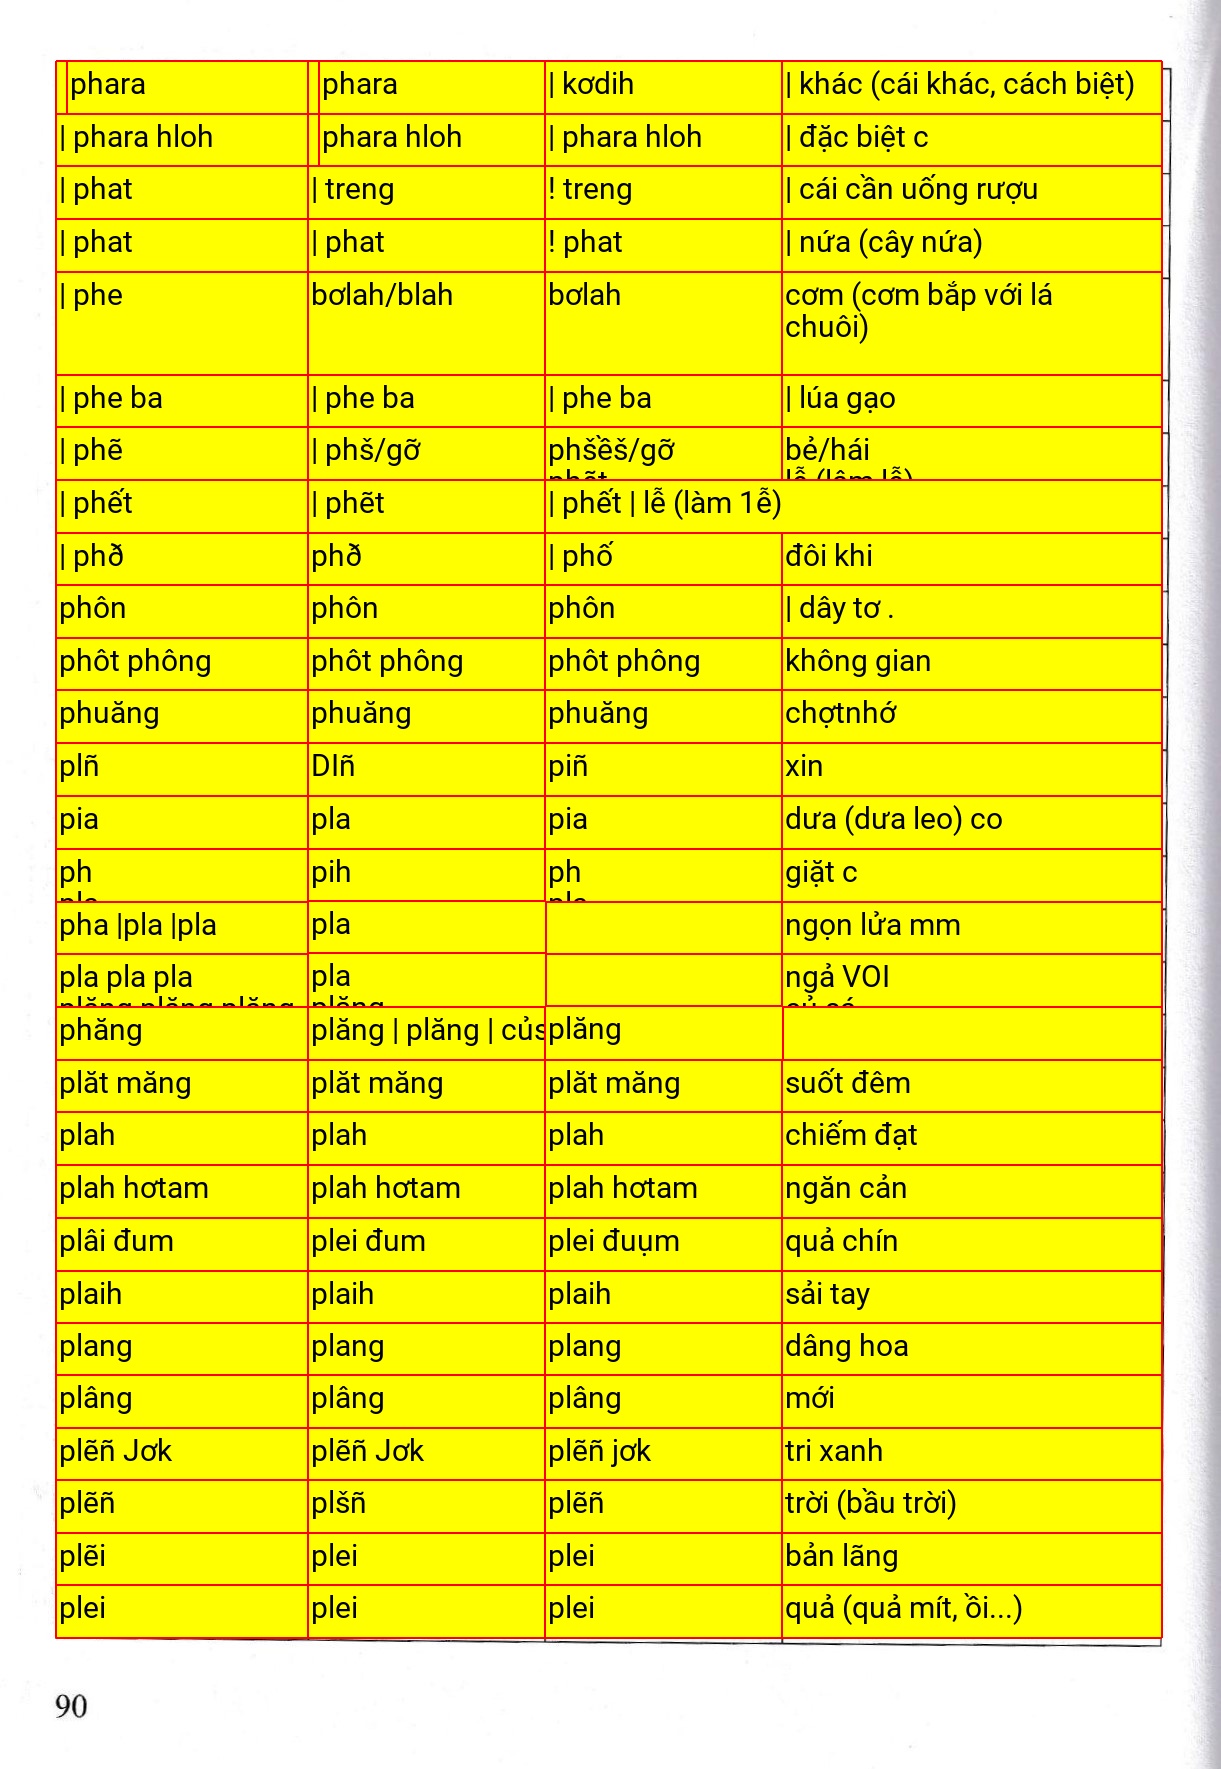 phara phara | kơdih | khác (cái khác, cách biệt)
| phara hloh phara hloh | phara hloh | đặc biệt c
| phat | treng ! treng | cái cần uống rượu
| phat | phat ! phat | nứa (cây nứa)
| phe bơlah/blah bơlah cơm (cơm bắp với lá
chuôi)
| phe ba | phe ba | phe ba | lúa gạo
| phẽ | phš/gỡ phšềš/gỡ bẻ/hái
| phết | phẽt | phết | lễ (làm 1ễ)
| phð phð | phố đôi khi
phôn phôn phôn | dây tơ .
phôt phông phôt phông phôt phông không gian
phuăng phuăng phuăng chợtnhớ
plñ DIñ piñ xin
pia pla pia dưa (dưa leo) co
ph pih ph giặt c
pha |pla |pla pla ngọn lửa mm
pla pla pla pla ngả VOI
phăng plăng | plăng | củs plăng
plăt măng plăt măng plăt măng suốt đêm
plah plah plah chiếm đạt
plah hơtam plah hơtam plah hơtam ngăn cản
plâi đum plei đum plei đuụm quả chín
plaih plaih plaih sải tay
plang plang plang dâng hoa
plâng plâng plâng mới
plẽñ Jơk plẽñ Jơk plẽñ jơk tri xanh
plẽñ plšñ plẽñ trời (bầu trời)
plẽi plei plei bản lãng
plei plei plei quả (quả mít, ồi...)
90